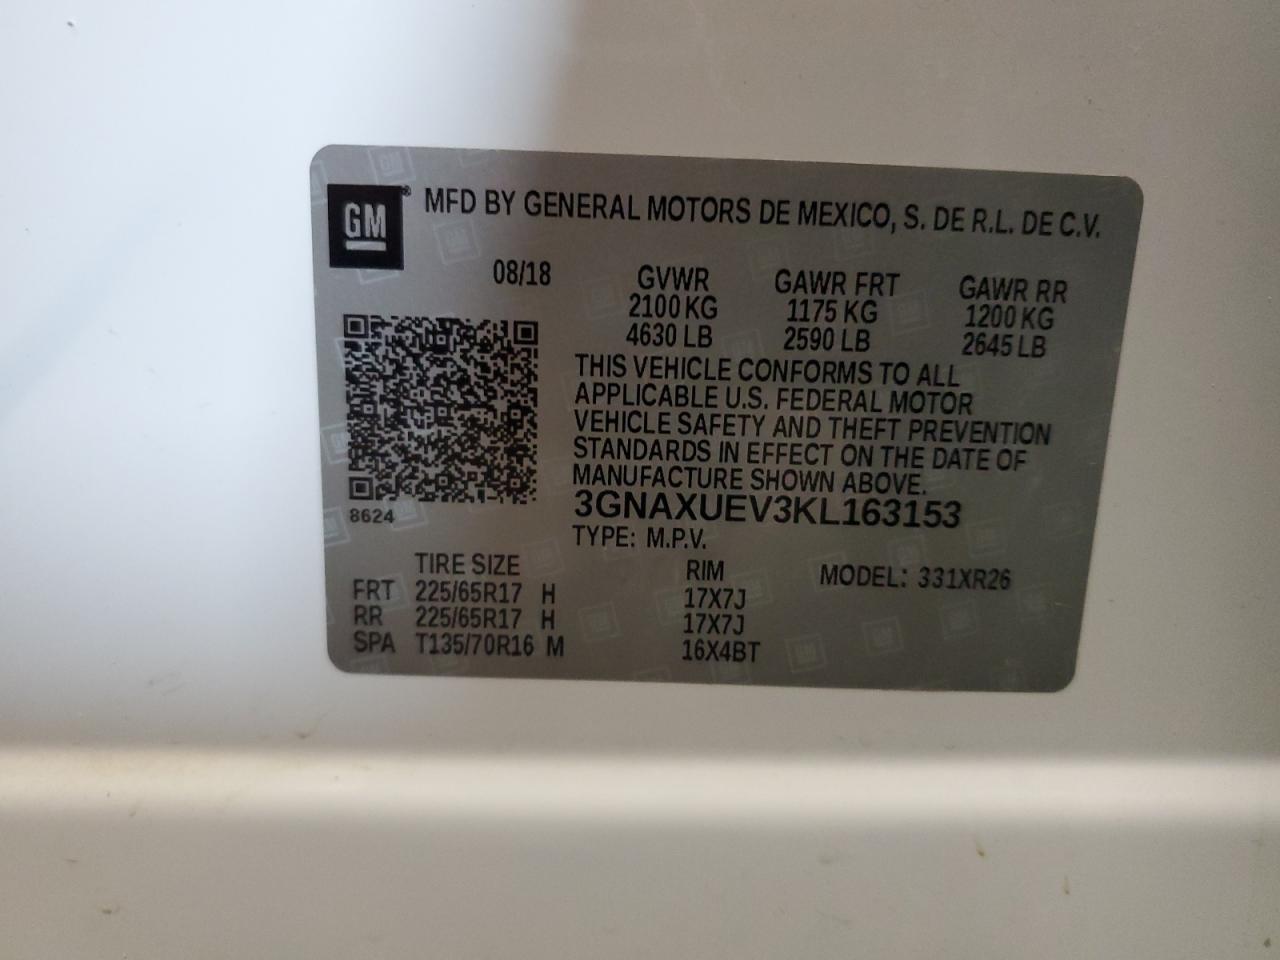 GM® MFD BY GENERAL MOTORS DE MEXICO, S. DE R.L. DE C.V.
08/18 GVWR GAWR FRT GAWR RR
2100 KG 1175 KG 1200 KG
4630 LB 2590 LB 2645 LB
THIS VEHICLE CONFORMS TO ALL
APPLICABLE U.S. FEDERAL MOTOR
VEHICLE SAFETY AND THEFT PREVENTION
STANDARDS IN EFFECT ON THE DATE OF
MANUFACTURE SHOWN ABOVE.
8624 3GNAXUEV3KL163153
TYPE: M.P.V.
TIRE SIZE RIM MODEL: 331XR26
FRT 225/65R17 H 17X7J
RR 225/65R17 H 17X7J
SPA T135/70R16 M 16X4BT